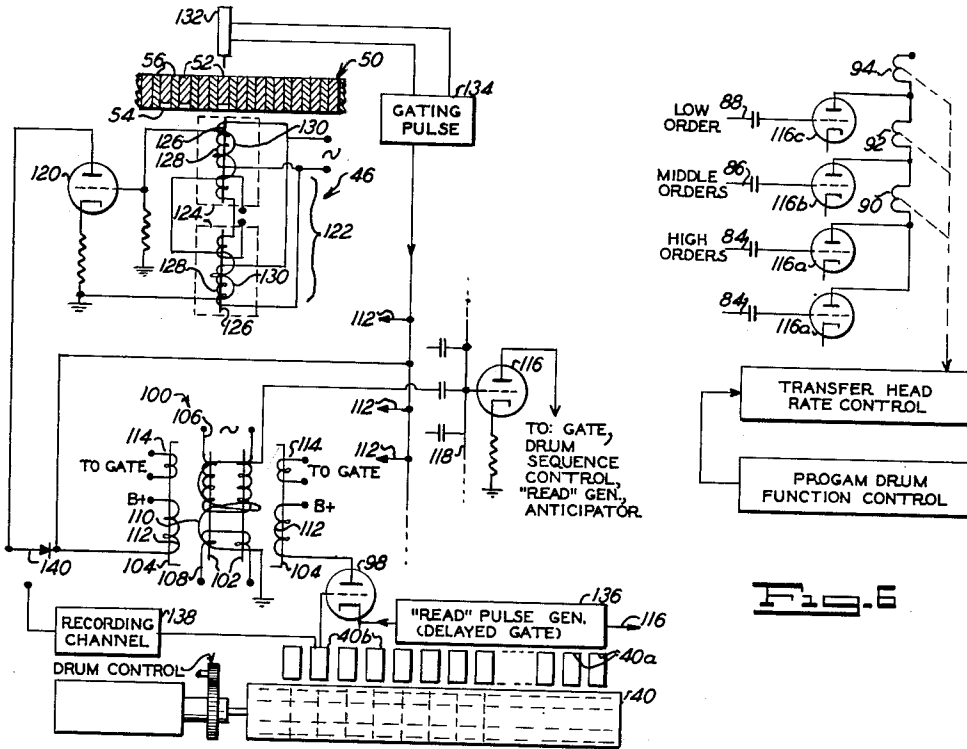 132
56
52
50
54
134
GATING
PULSE
126
130
128
120
46
124
122
128
130
126
94
LOW
ORDER
88
116c
92
MIDDLE
ORDERS
86
116b
90
HIGH
ORDERS
84
116a
84
116a
112
112
112
116
118
TO: GATE,
DRUM
SEQUENCE
CONTROL,
"READ" GEN.,
ANTICIPATOR.
TRANSFER HEAD
RATE CONTROL
PROGAM DRUM
FUNCTION CONTROL
100
106
114
TO GATE
B+
110
112
104
108
102
114
TO GATE
B+
112
104
98
140
136
"READ" PULSE GEN.
(DELAYED GATE)
116
RECORDING
CHANNEL
138
40b
40a
DRUM CONTROL
40
Fig. 6